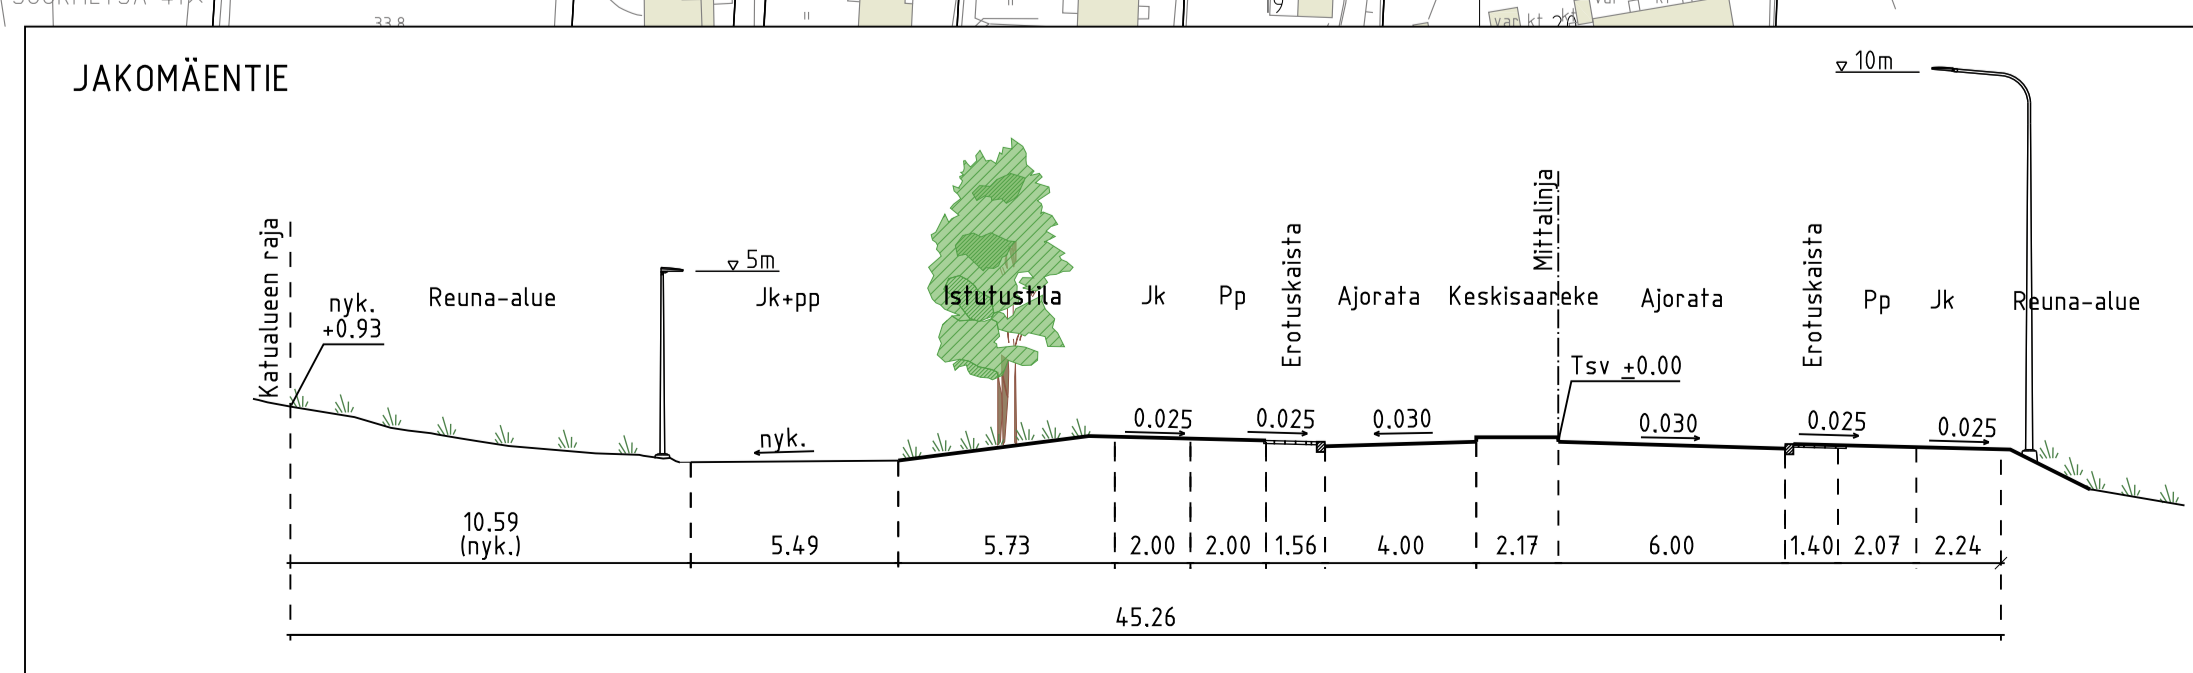 33.8
9
JAKOMÄENTIE
10m
Katualueen raja
nyk.
+0.93
Reuna-alue
5m
Jk+pp
Istutustila
Jk
Pp
Erotuskaista
Ajorata
Keskisaareke
Mittalinja
Ajorata
Erotuskaista
Pp
Jk
Reuna-alue
Tsv ±0.00
nyk.
0.025
0.025
0.030
0.030
0.025
0.025
10.59
(nyk.)
5.49
5.73
2.00
2.00
1.56
4.00
2.17
6.00
1.40
2.07
2.24
45.26